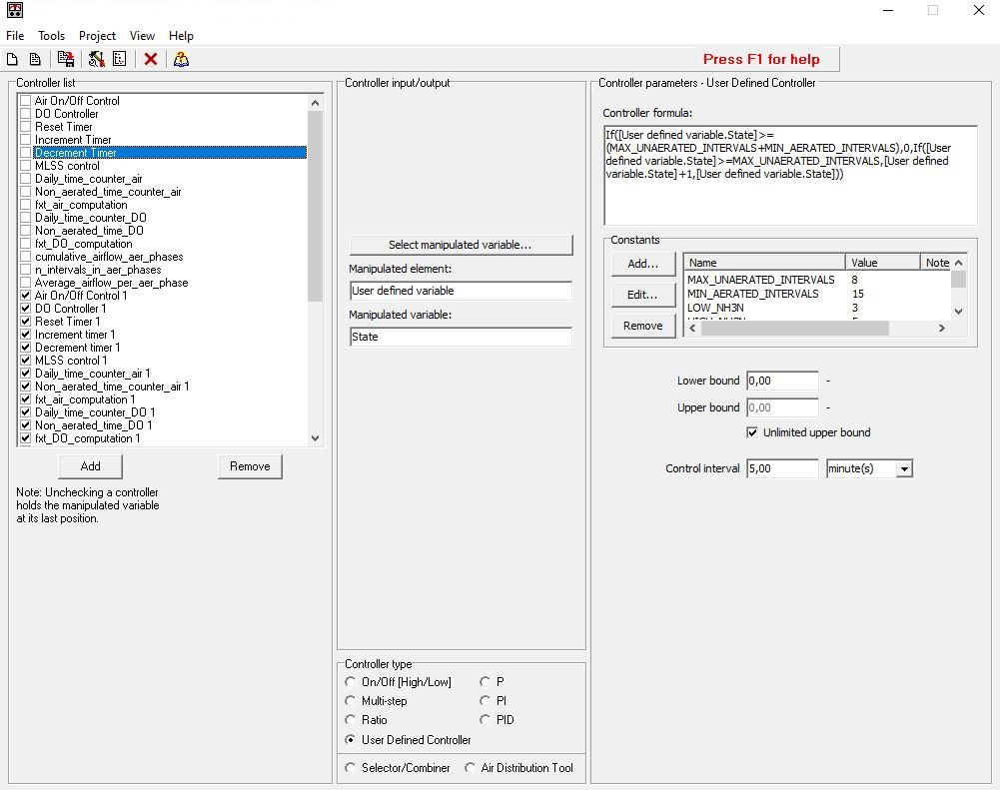 File Tools Project View Help
Press F1 for help
Controller list
Air On/Off Control
DO Controller
Reset Timer
Increment Timer
Decrement Timer
MLSS control
Daily_time_counter_air
Non_aerated_time_counter_air
fxt_air_computation
Daily_time_counter_DO
Non_aerated_time_DO
fxt_DO_computation
cumulative_airflow_aer_phases
n_intervals_in_aer_phases
Average_airflow_per_aer_phase
Air On/Off Control 1
DO Controller 1
Reset Timer 1
Increment timer 1
Decrement timer 1
MLSS control 1
Daily_time_counter_air 1
Non_aerated_time_counter_air 1
fxt_air_computation 1
Daily_time_counter_DO 1
Non_aerated_time_DO 1
fxt_DO_computation 1
Add Remove
Note: Unchecking a controller
holds the manipulated variable
at its last position.
Controller input/output
Select manipulated variable...
Manipulated element:
User defined variable
Manipulated variable:
State
Controller type
On/Off [High/Low] P
Multi-step PI
Ratio PID
User Defined Controller
Selector/Combiner Air Distribution Tool
Controller parameters - User Defined Controller
Controller formula:
If([User defined variable.State]>=
(MAX_UNAERATED_INTERVALS+MIN_AERATED_INTERVALS),0,If([User
defined variable.State]>=MAX_UNAERATED_INTERVALS,[User defined
variable.State]+1,[User defined variable.State]))
Constants
Add...
Edit...
Remove
Name Value Note
MAX_UNAERATED_INTERVALS 8
MIN_AERATED_INTERVALS 15
LOW_NH3N 3
HIGH_NH3N 5
Lower bound 0,00 -
Upper bound 0,00 -
Unlimited upper bound
Control interval 5,00 minute(s)